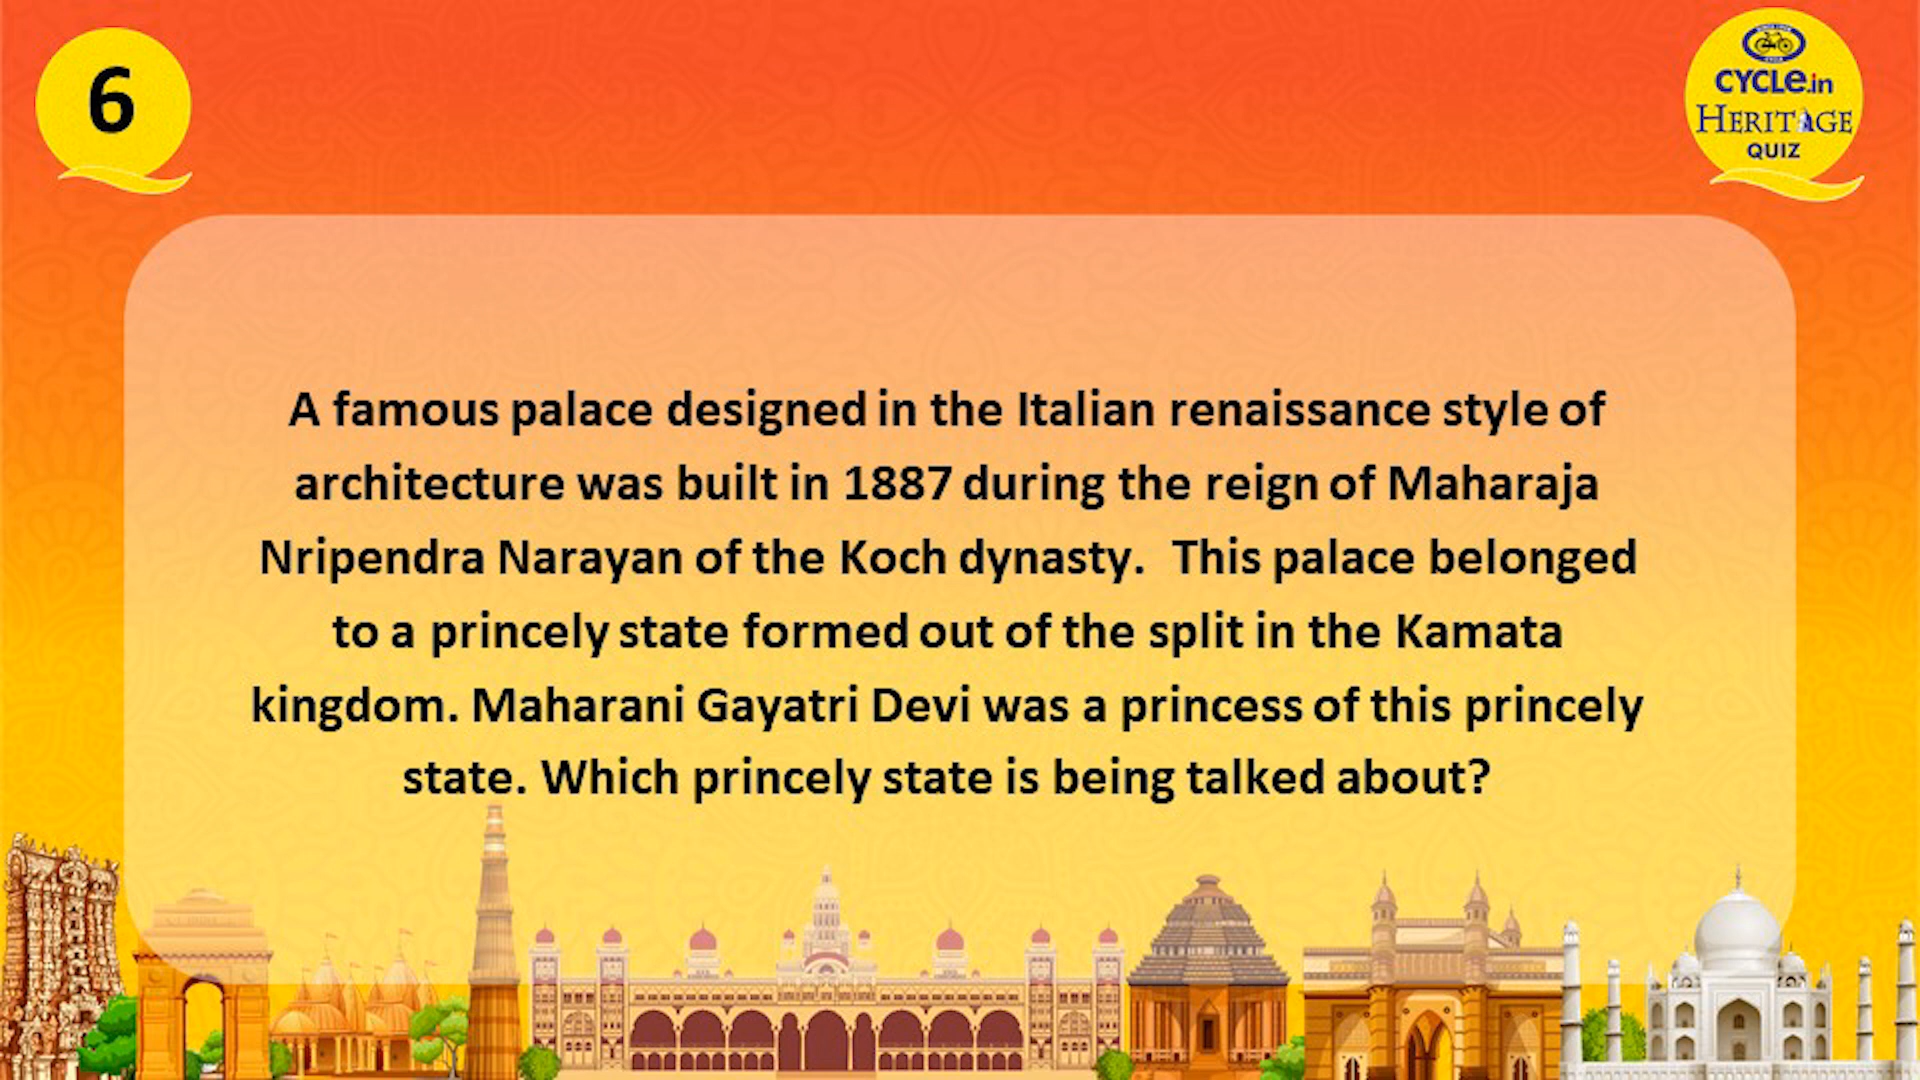 6
CYCLE.in
HERITAGE
QUIZ
A famous palace designed in the Italian renaissance style of
architecture was built in 1887 during the reign of Maharaja
Nripendra Narayan of the Koch dynasty. This palace belonged
to a princely state formed out of the split in the Kamata
kingdom. Maharani Gayatri Devi was a princess of this princely
state. Which princely state is being talked about?